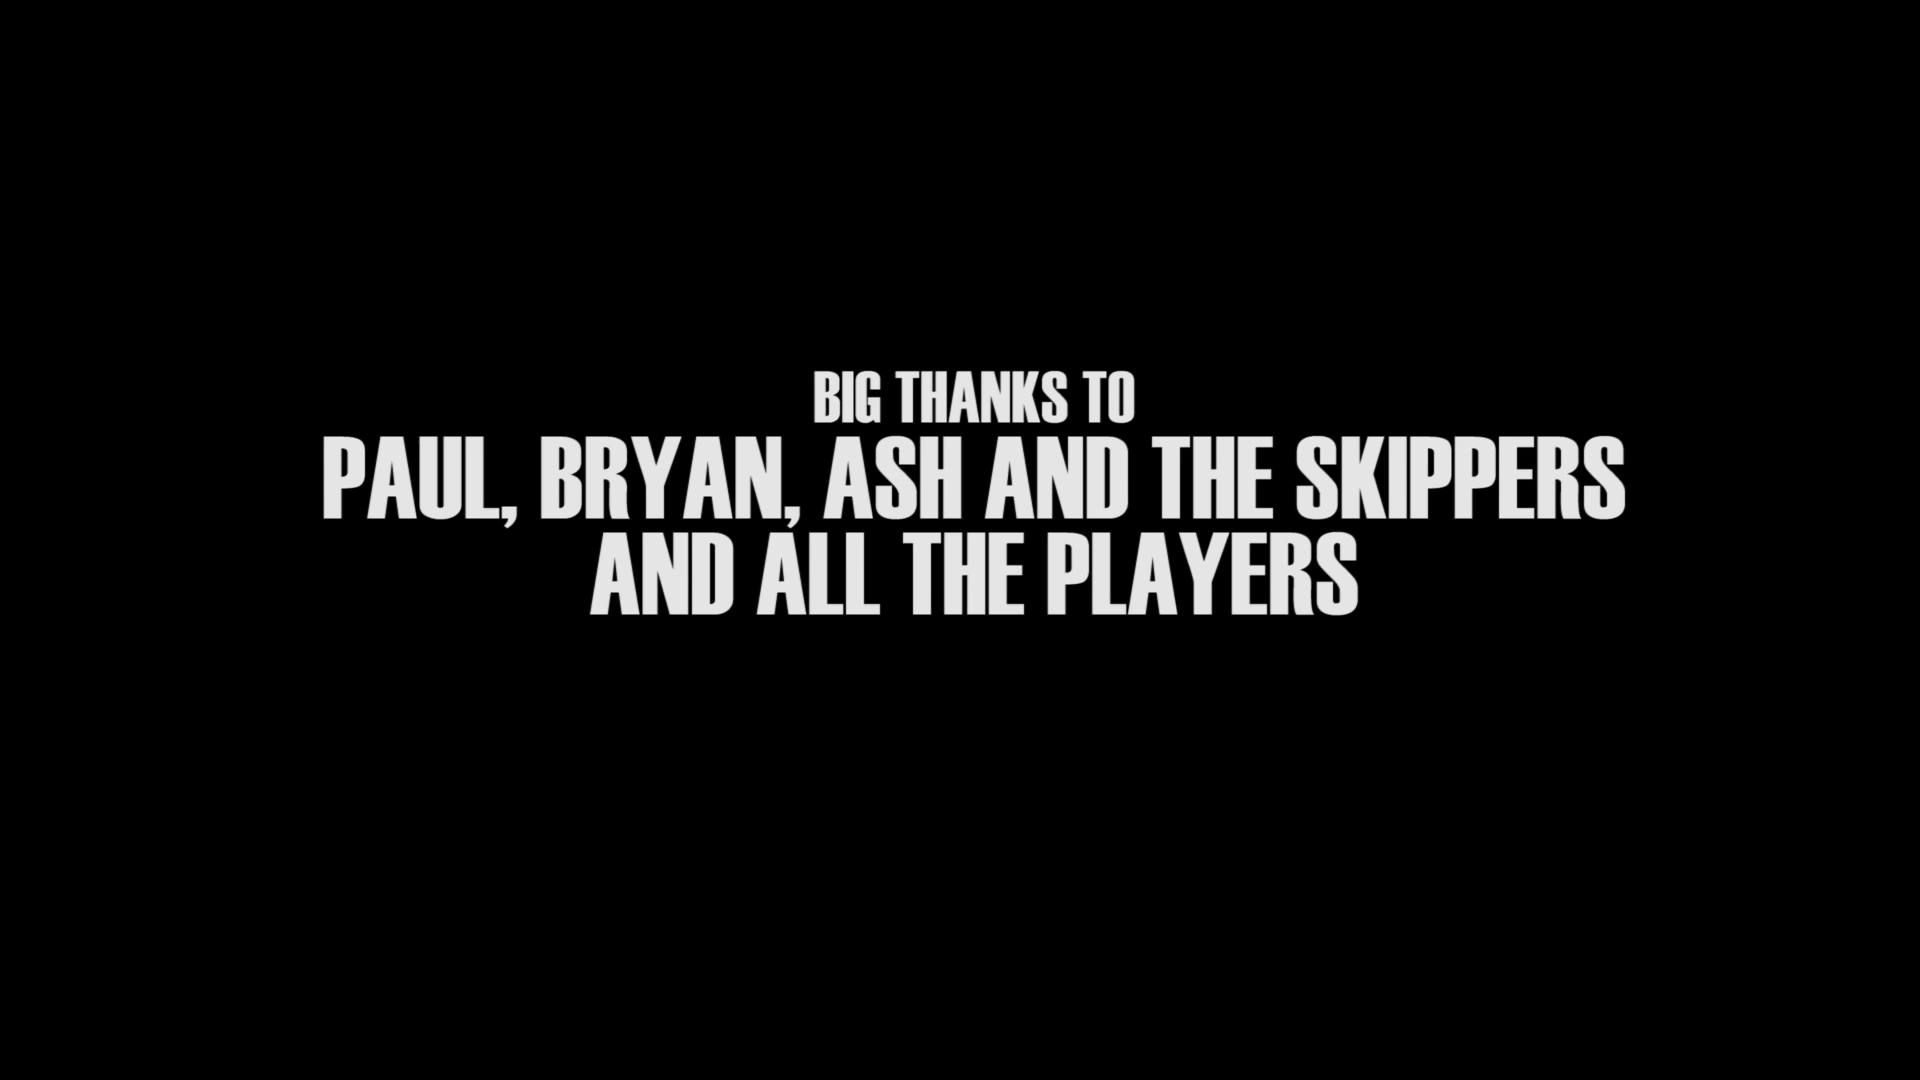 BIG THANKS TO
PAUL, BRYAN, ASH AND THE SKIPPERS
AND ALL THE PLAYERS